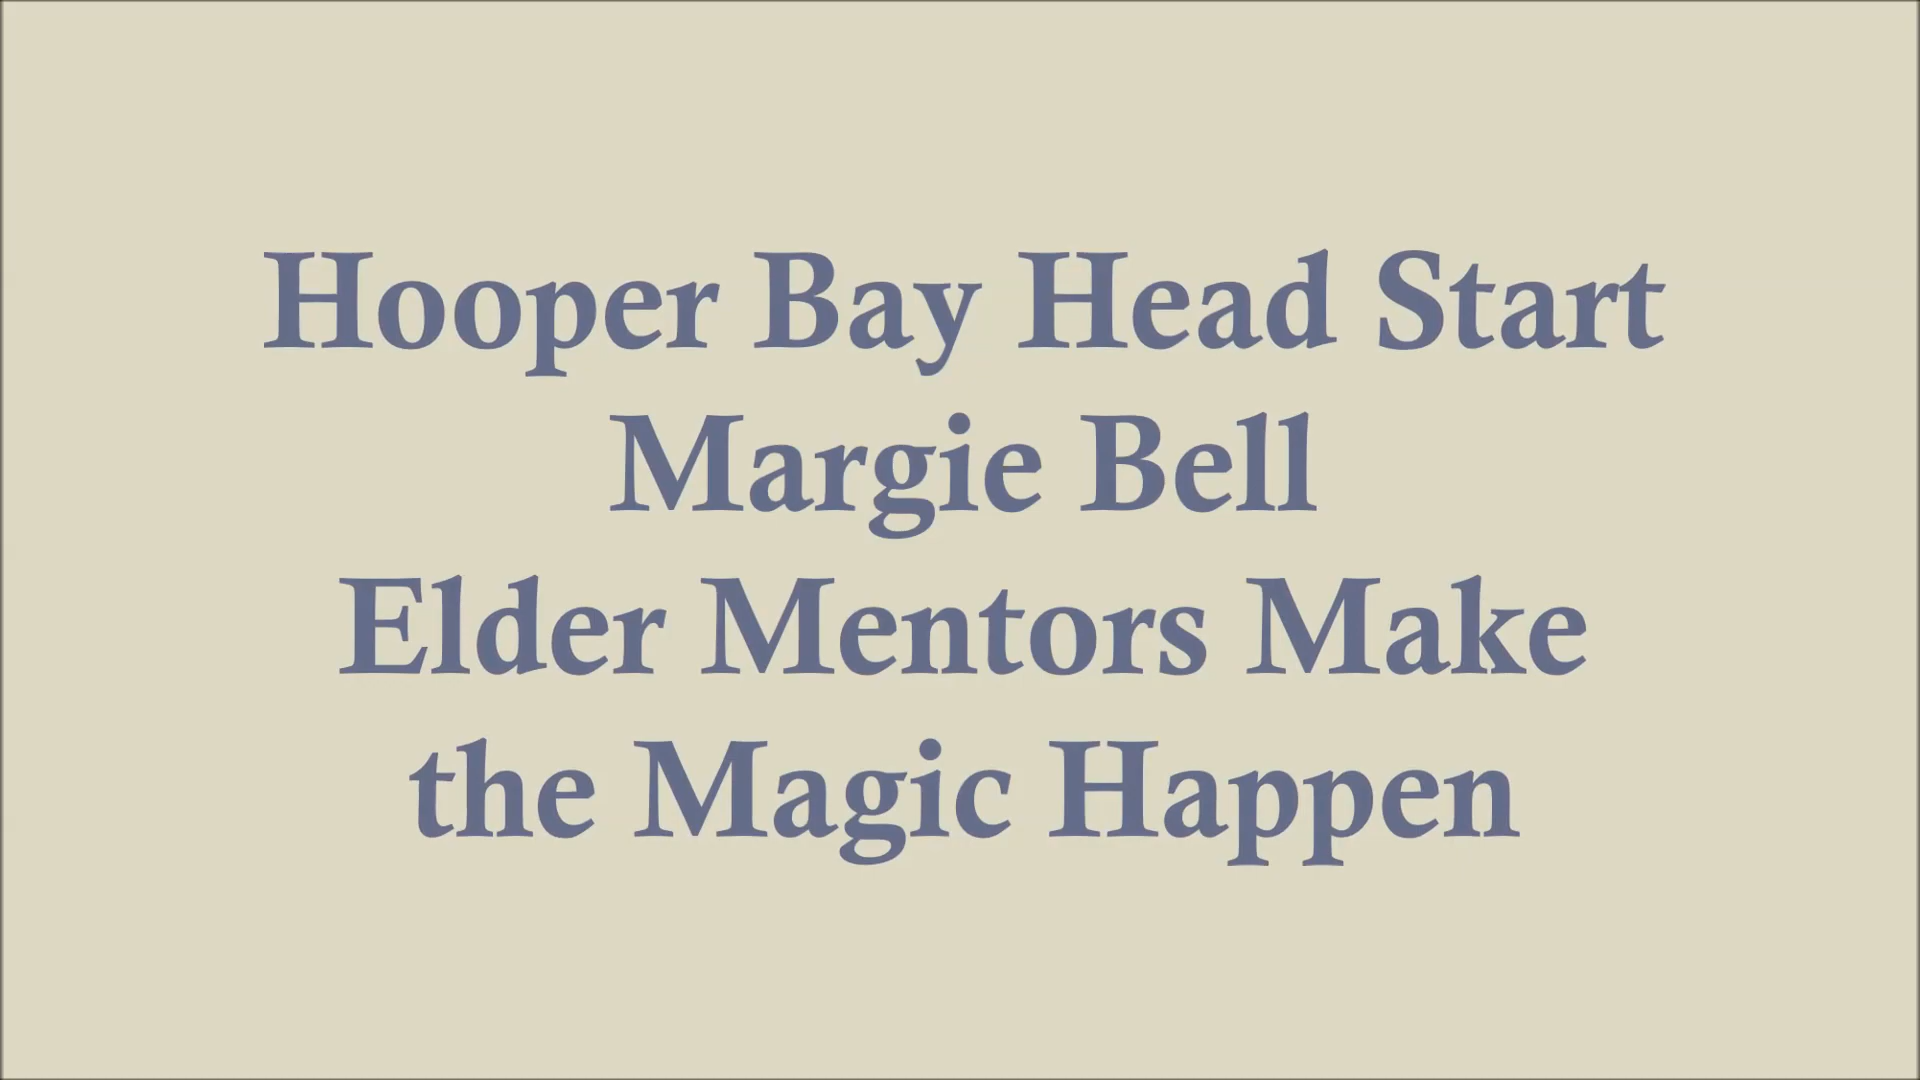 Hooper Bay Head Start
Margie Bell
Elder Mentors Make
the Magic Happen